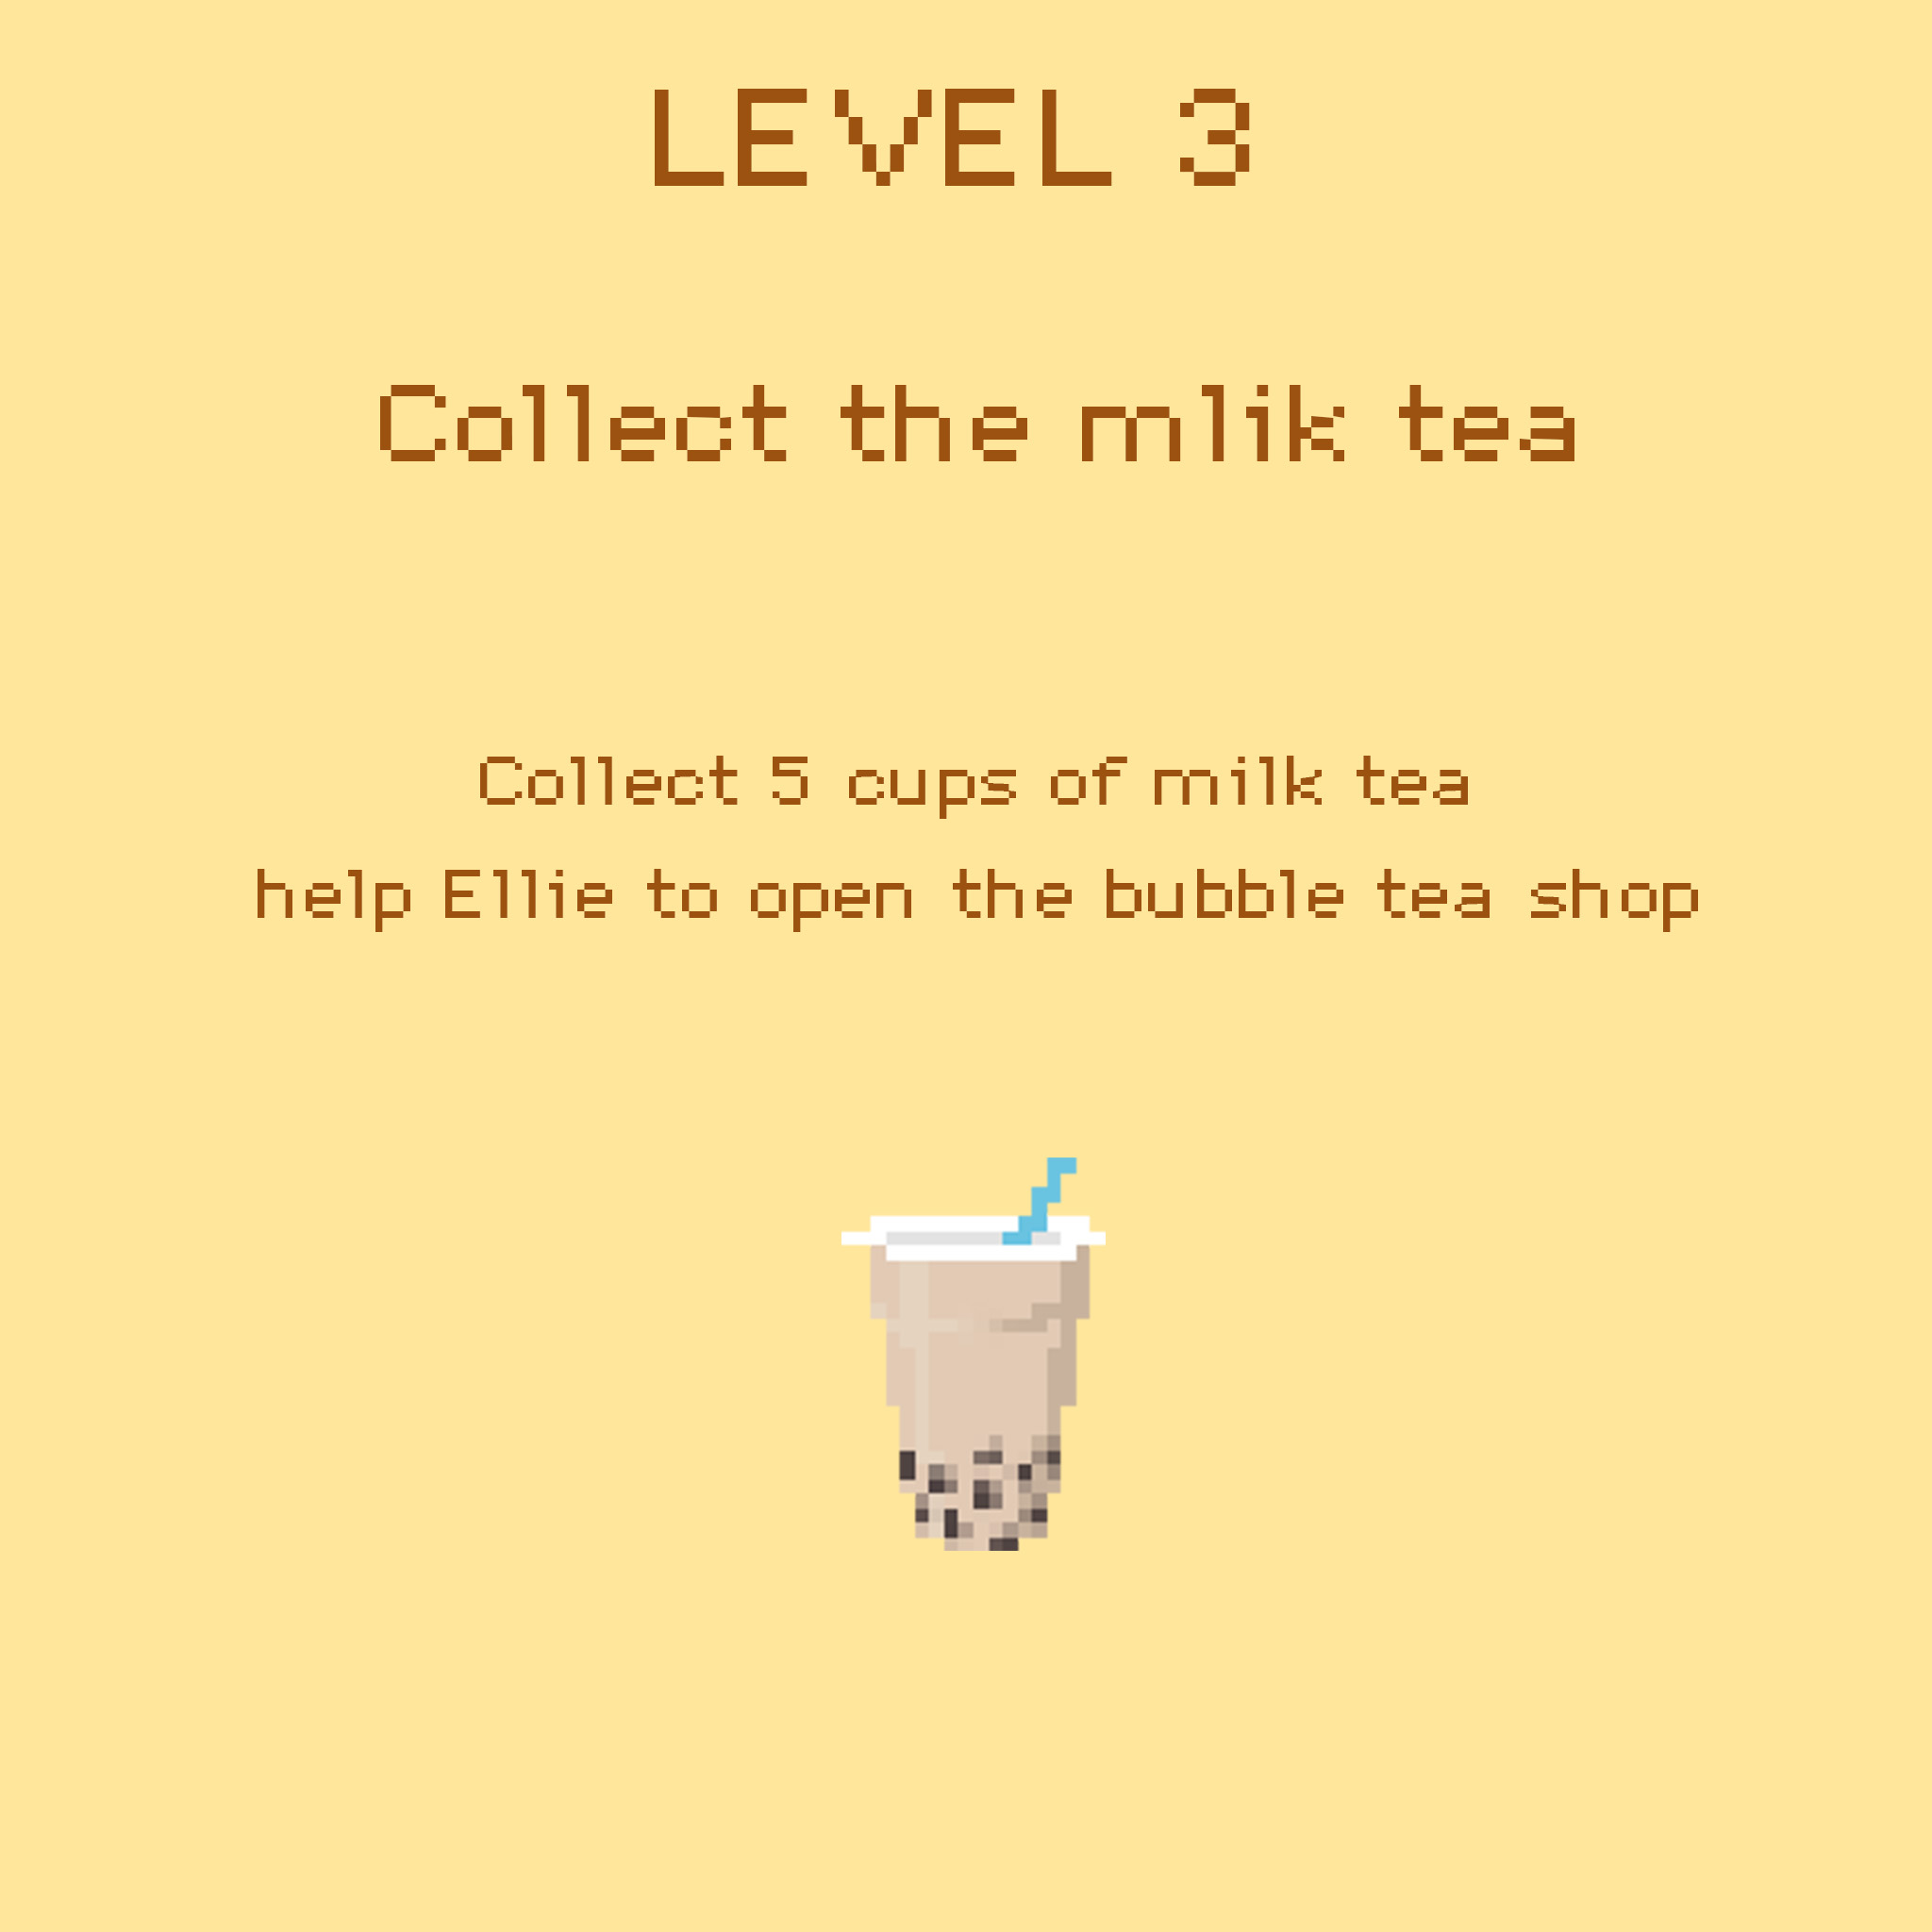 LEVEL 3
Collect the mlik tea
Collect 5 cups of milk tea
help Ellie to open the bubble tea shop